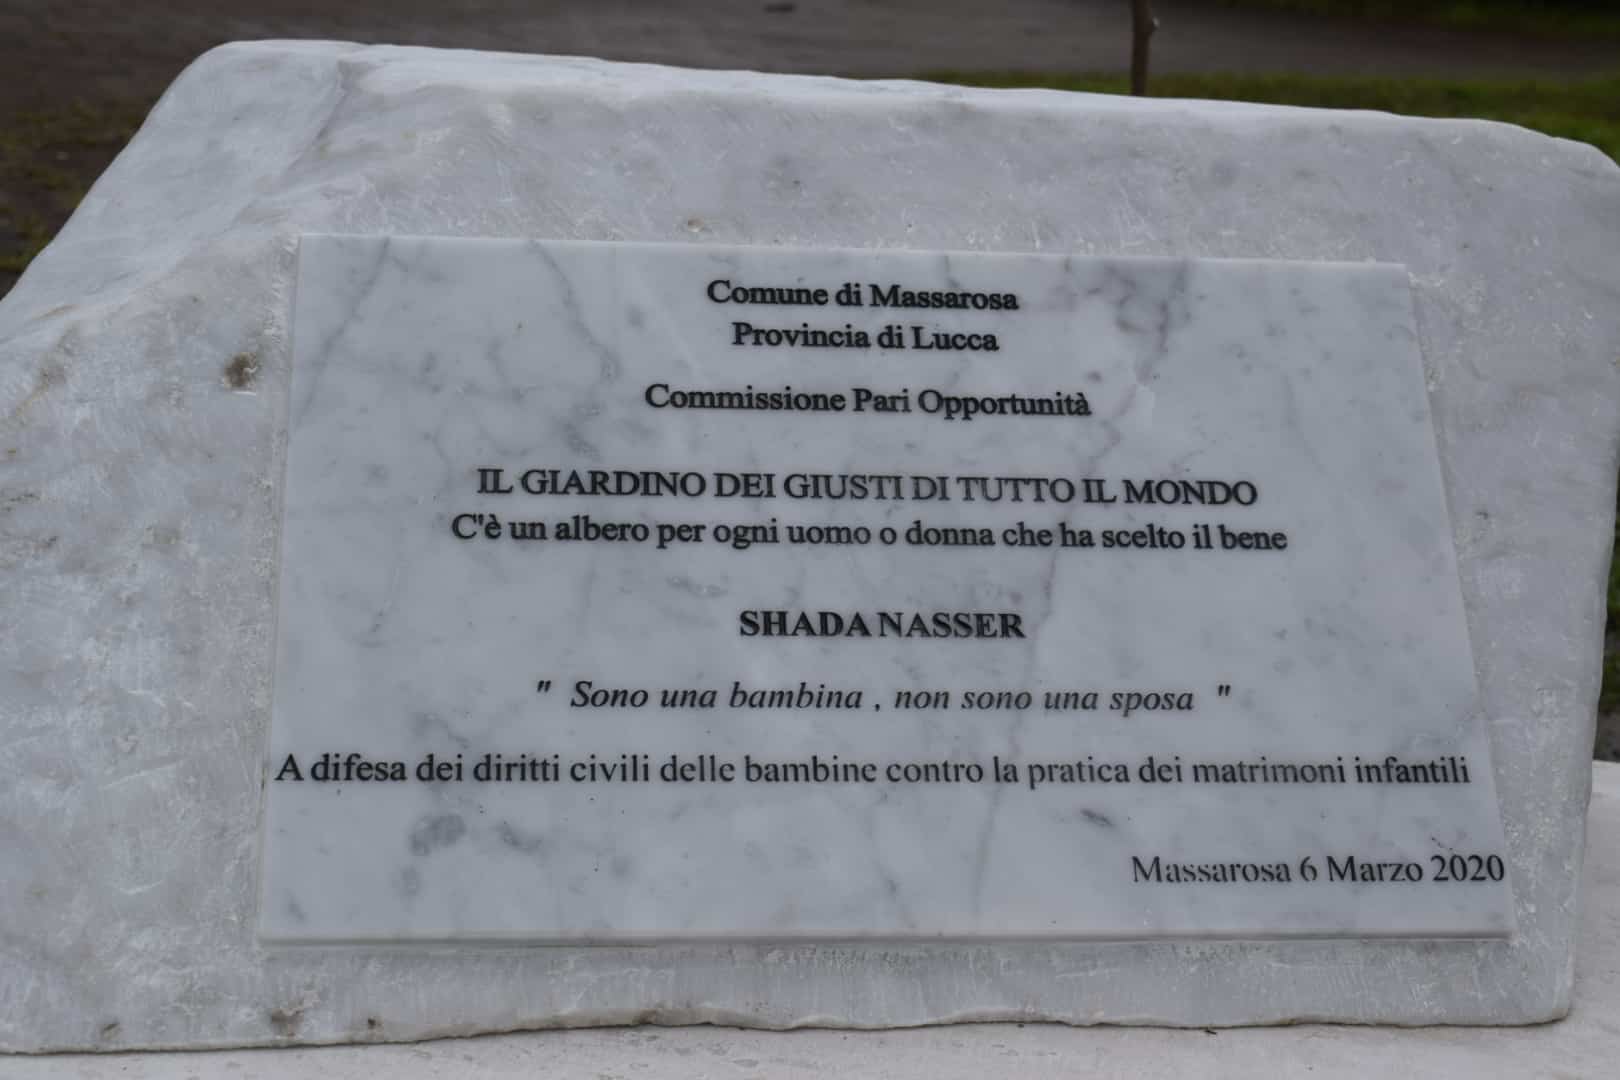 Comune di Massarosa
Provincia di Lucca
Commissione Pari Opportunità
IL GIARDINO DEI GIUSTI DI TUTTO IL MONDO
C'è un albero per ogni uomo o donna che ha scelto il bene
SHADA NASSER
" Sono una bambina , non sono una sposa "
A difesa dei diritti civili delle bambine contro la pratica dei matrimoni infantili
Massarosa 6 Marzo 2020